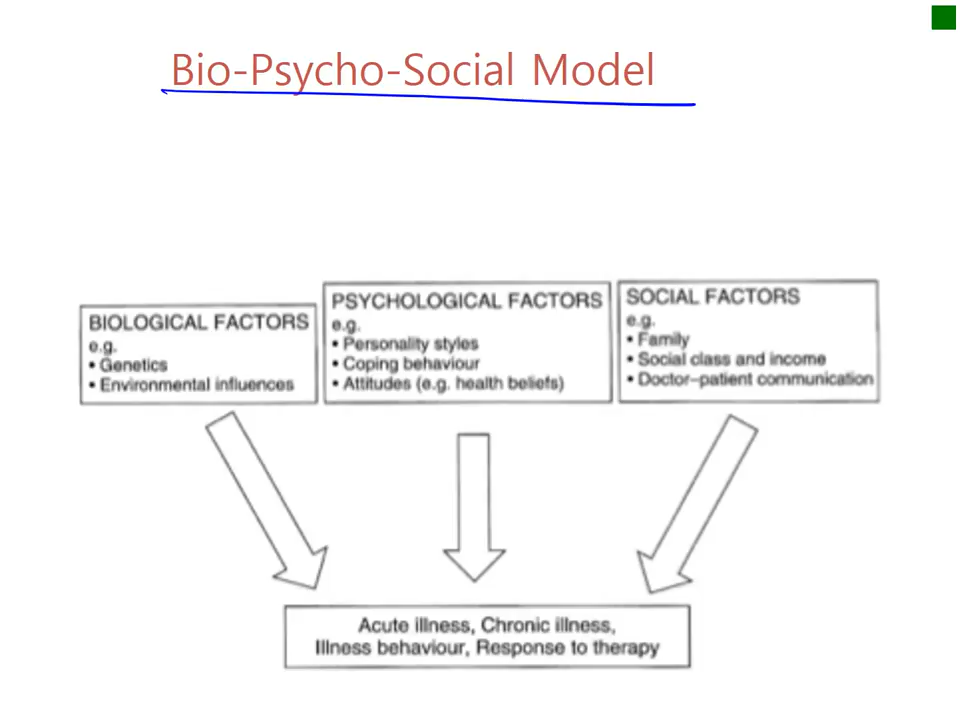 Bio-Psycho-Social Model
BIOLOGICAL FACTORS
e.g.
• Genetics
• Environmental influences
PSYCHOLOGICAL FACTORS
e.g.
• Personality styles
• Coping behaviour
• Attitudes (e.g. health beliefs)
SOCIAL FACTORS
e.g.
• Family
• Social class and income
• Doctor–patient communication
Acute illness, Chronic illness,
Illness behaviour, Response to therapy